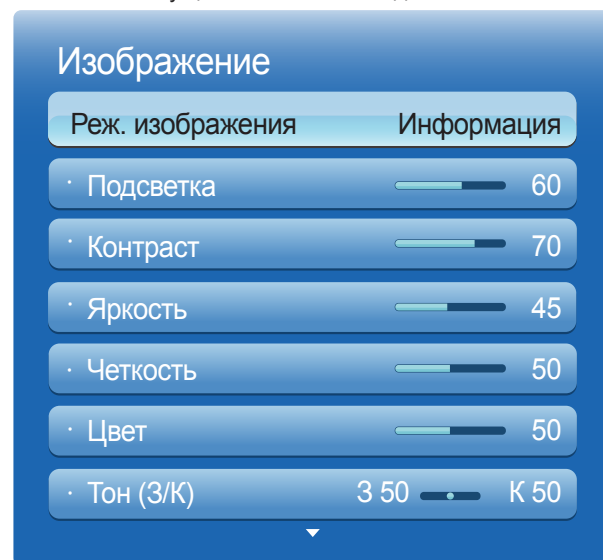 Изображение
Реж. изображения Информация
· Подсветка 60
· Контраст 70
· Яркость 45
· Четкость 50
· Цвет 50
· Тон (З/К) З 50 К 50